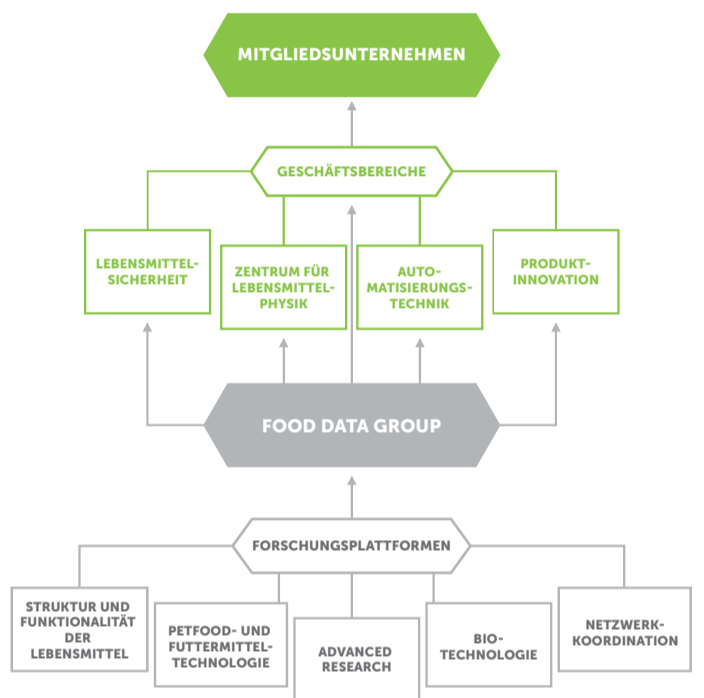 MITGLIEDSUNTERNEHMEN
GESCHÄFTSBEREICHE
LEBENSMITTEL-
SICHERHEIT
ZENTRUM FÜR
LEBENSMITTEL-
PHYSIK
AUTO-
MATISIERUNGS-
TECHNIK
PRODUKT-
INNOVATION
FOOD DATA GROUP
FORSCHUNGSPLATTFORMEN
STRUKTUR UND
FUNKTIONALITÄT
DER
LEBENSMITTEL
PETFOOD- UND
FUTTERMITTEL-
TECHNOLOGIE
ADVANCED
RESEARCH
BIO-
TECHNOLOGIE
NETZWERK-
KOORDINATION